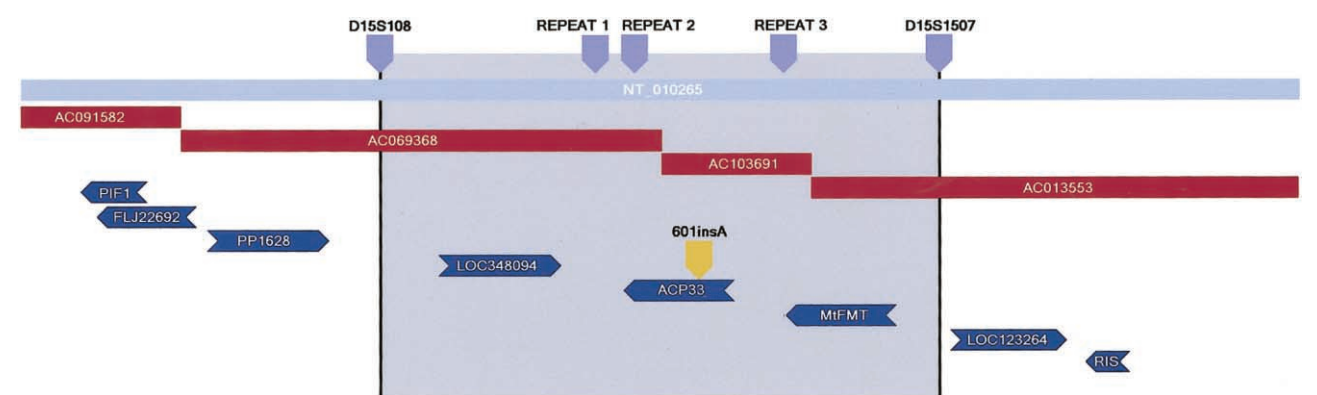 D15S108 REPEAT 1 REPEAT 2 REPEAT 3 D15S1507
NT_010265
AC091582
AC069368
AC103691
AC013553
PIF1
FLJ22692
PP1628
601insA
LOC348094
ACP33
MtFMT
LOC123264
RIS